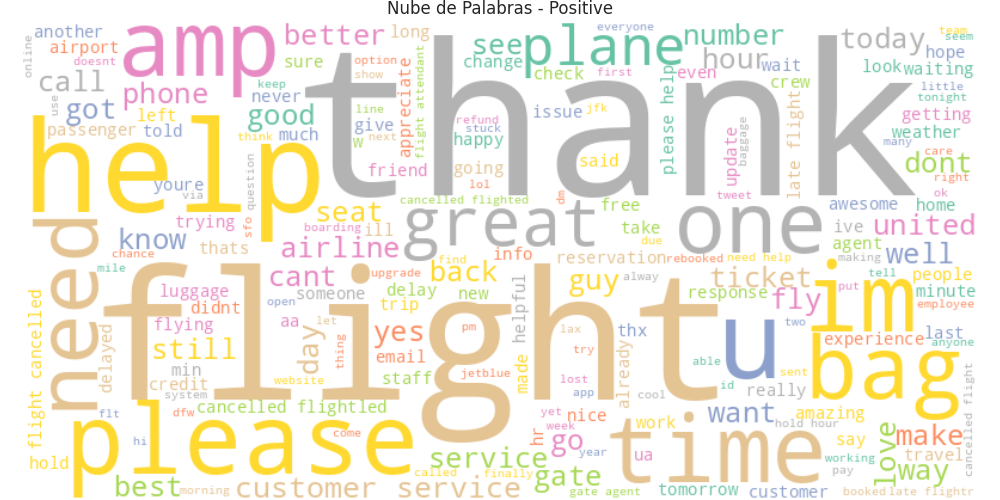 Nube de Palabras - Positive
another amp better long everyone team
airport doesnt sure option see plane number today seem
online call show change check first hour wait hope
phone never keep even look waiting
use got left good line give appreciate flight attendant refund issue jfk please help crew little tonight
passenger told much think next w stuck happy thank said update baggage late flight getting weather many
help question friend going lol dont care right
youre via cancelled flighted dm tweet ok
need seat free awesome home
trying sfo boarding ill great take one ive united
know thats airline info due agent well
chance cant find reservation rebooked need help making
mile back guy ticket tell people
luggage someone upgrade delay new response fly alway put minute
flight cancelled didnt open trip helpful im employee
aa let yes pm thx u two experience last
flying day flight lax anyone
delayed still thing email try already able bag
min jetblue sent
credit website staff made lost id really
system app cool
flt dfw cancelled flightled yet nice want amazing
please come week work hold hour love make
hi hr go year time say
hold service ua working way travel cancelled flight
called finally gate pay
best morning customer service gate agent tomorrow customer booked late flightr